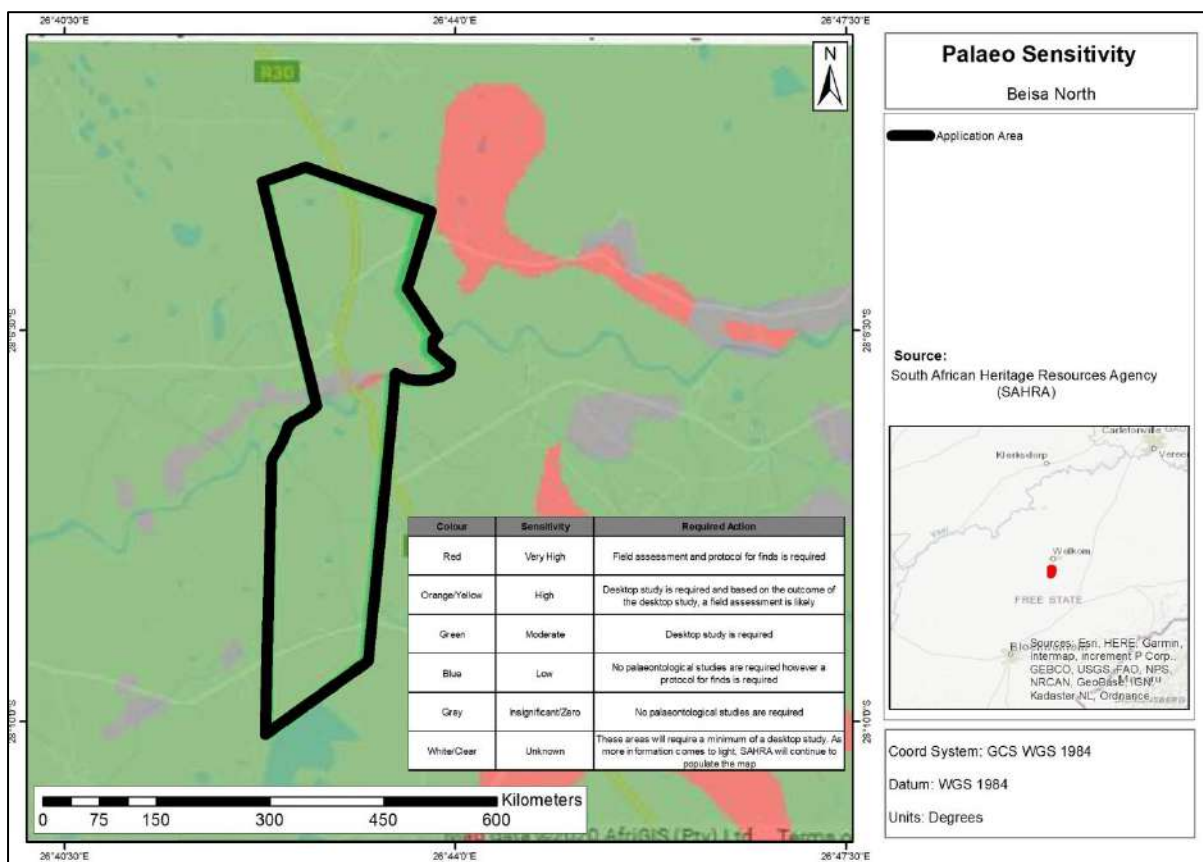 26°40'30"E
26°44'0"E
26°47'30"E
R30
N
28°6'30"S
28°6'30"S
28°10'0"S
28°10'0"S
Colour Sensitivity Required Action
Red Very High Field assessment and protocol for finds is required
Orange/Yellow High Desktop study is required and based on the outcome of
the desktop study, a field assessment is likely
Green Moderate Desktop study is required
Blue Low No palaeontological studies are required however a
protocol for finds is required
Gray Insignificant/Zero No palaeontological studies are required
White/Clear Unknown These areas will require a minimum of a desktop study. As
more information comes to light, SAHRA will continue to
populate the map
Kilometers
0 75 150 300 450 600
Map data ©2020 AfriGIS (Pty) Ltd Terms of
26°40'30"E
26°44'0"E
26°47'30"E
Palaeo Sensitivity
Beisa North
Application Area
Source:
South African Heritage Resources Agency
(SAHRA)
Carletonville
Klerksdorp
Vereen
Vaal
Welkom
FREE STATE
Sources: Esri, HERE, Garmin,
Intermap, increment P Corp.,
GEBCO, USGS, FAO, NPS,
NRCAN, GeoBase, IGN,
Kadaster NL, Ordnance
Coord System: GCS WGS 1984
Datum: WGS 1984
Units: Degrees